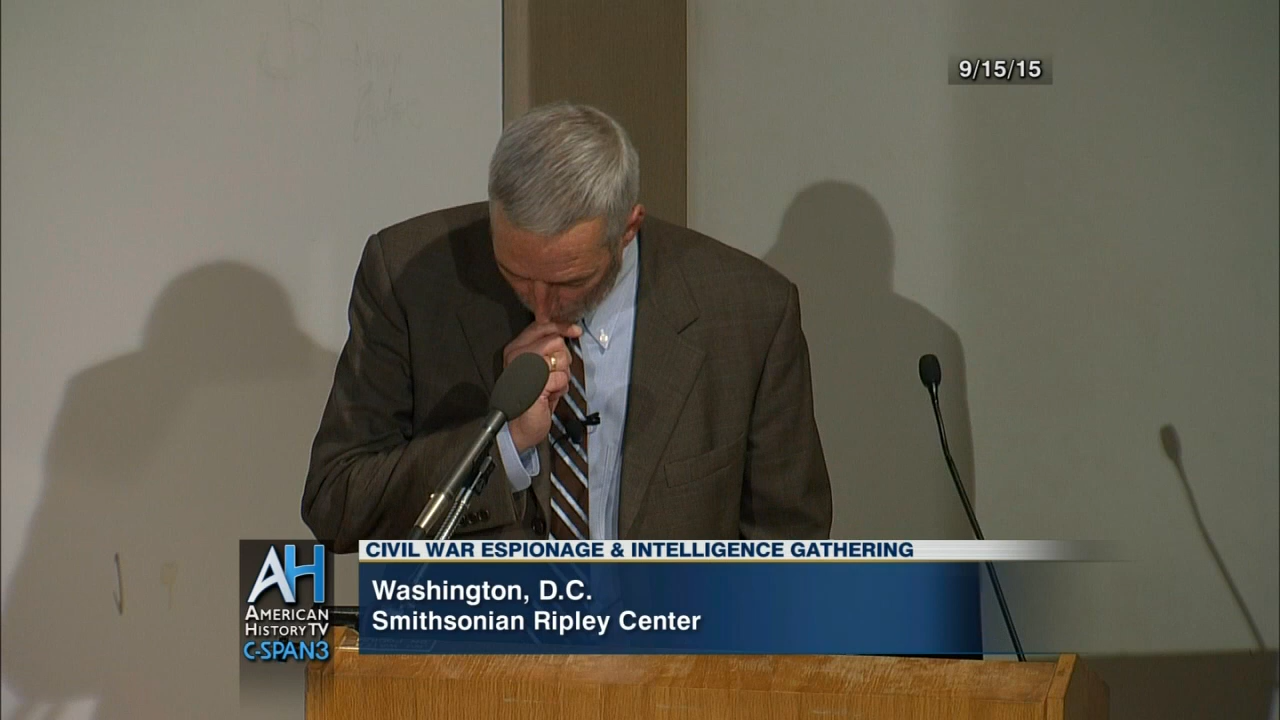 9/15/15
CIVIL WAR ESPIONAGE & INTELLIGENCE GATHERING
Washington, D.C.
Smithsonian Ripley Center
AH
AMERICAN
HISTORY TV
C-SPAN3